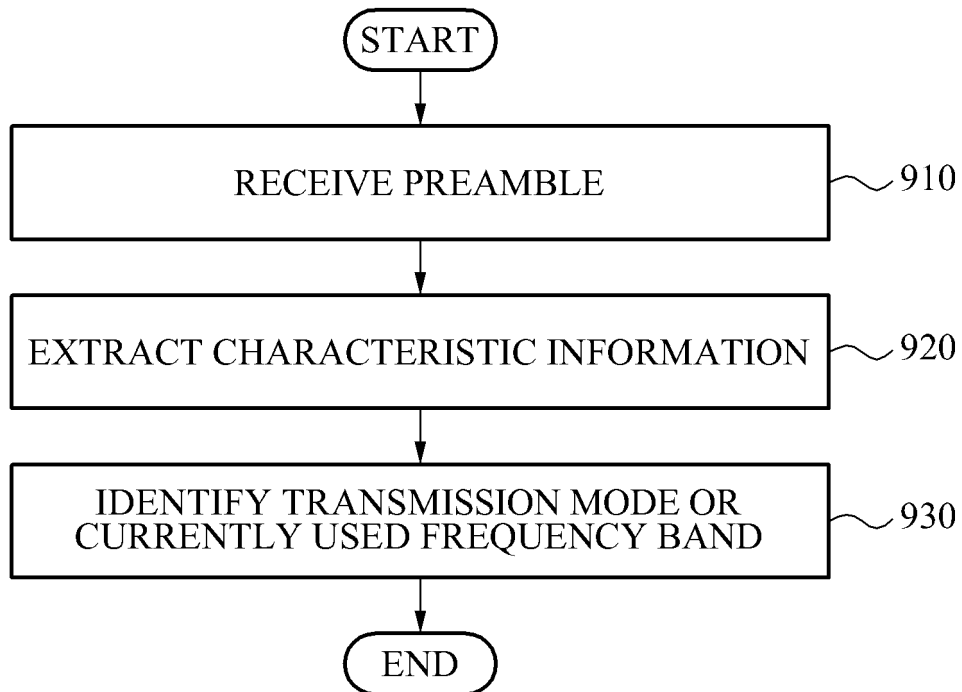 START
RECEIVE PREAMBLE
910
EXTRACT CHARACTERISTIC INFORMATION
920
IDENTIFY TRANSMISSION MODE OR
CURRENTLY USED FREQUENCY BAND
930
END